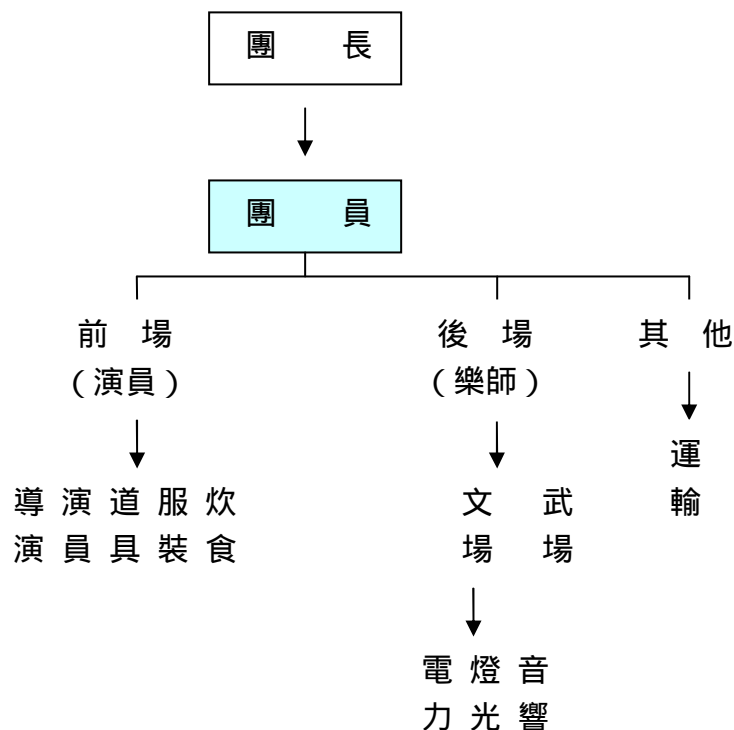 團 長
團 員
前 場
（演員）
後 場
（樂師）
其 他
導演
演員
道具
服裝
炊食
文場
武場
運輸
電力
燈光
音響